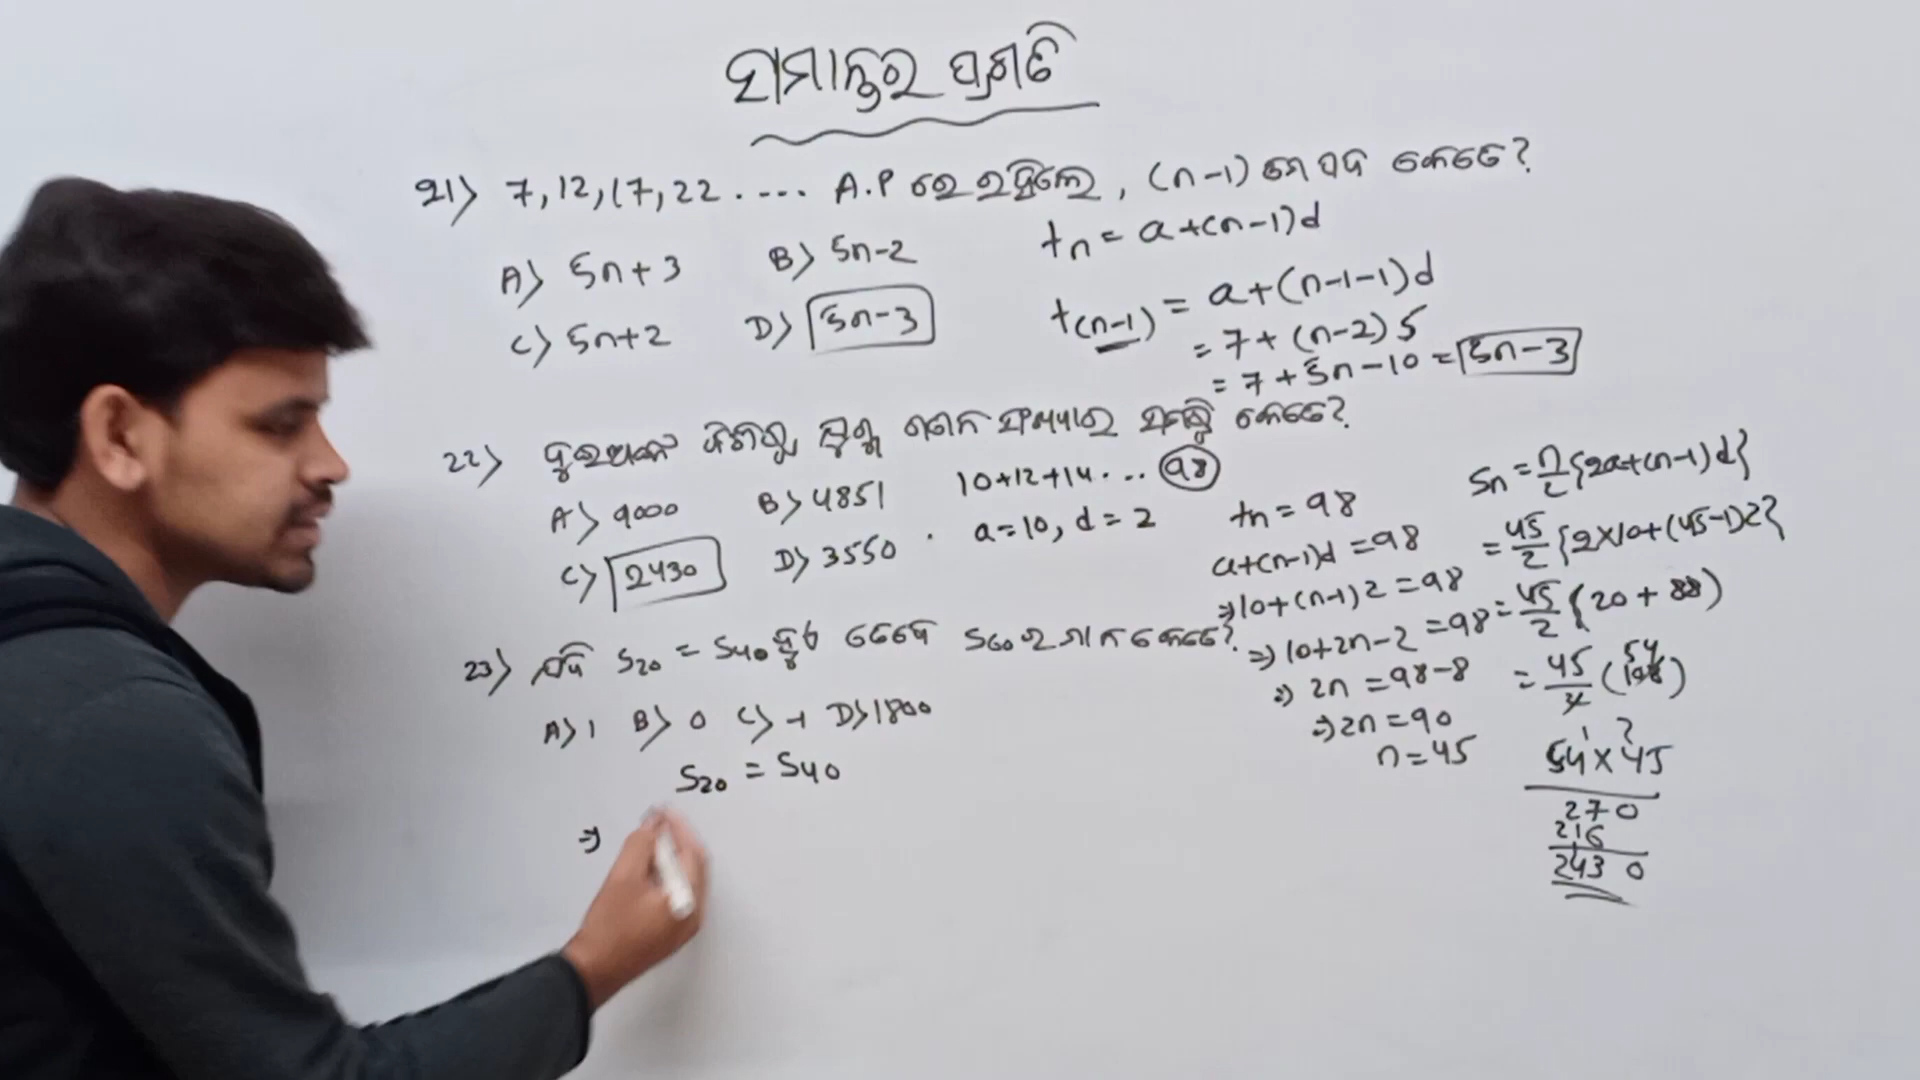 ସମାନ୍ତର ପ୍ରଗତି
21) 7, 12, 17, 22 ..... A.P ରେ ରହିଲେ, (n-1) ତମ ପଦ କେତେ?
A) 5n+3 B) 5n-2
C) 5n+2 D) 5n-3
tn = a+(n-1)d
t(n-1) = a+(n-1-1)d
= 7+(n-2)5
= 7+5n-10 = 5n-3
22) ଦୁଇଅଙ୍କ ବିଶିଷ୍ଟ ଯୁଗ୍ମ ଗଣନ ସଂଖ୍ୟାର ସମଷ୍ଟି କେତେ?
A) 9000 B) 4851
C) 2430 D) 3550
10+12+14... 98
a=10, d=2
tn = 98
a+(n-1)d = 98
⇒10+(n-1)2 = 98
⇒10+2n-2 = 98
⇒ 2n = 98-8
⇒2n = 90
n = 45
Sn = n/2{2a+(n-1)d}
= 45/2{2×10+(45-1)2}
= 45/2(20+88)
= 45/2(108) 54
54×45
270
216
2430
23) ଯଦି S20 = S40 ହୁଏ ତେବେ S60 ର ମାନ କେତେ?
A) 1 B) 0 C) -1 D) 1800
S20 = S40
⇒